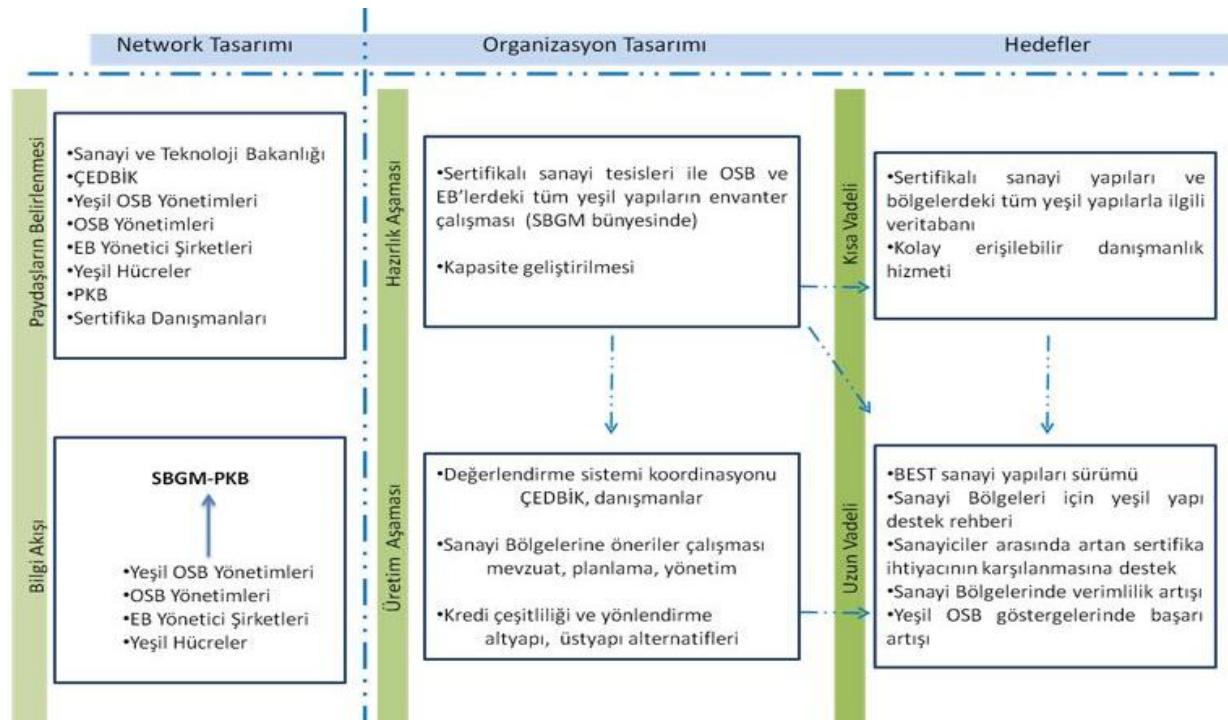 Network Tasarımı
Organizasyon Tasarımı
Hedefler
Paydaşların Belirlenmesi
•Sanayi ve Teknoloji Bakanlığı
•ÇEDBİK
•Yeşil OSB Yönetimleri
•OSB Yönetimleri
•EB Yönetici Şirketleri
•Yeşil Hücreler
•PKB
•Sertifika Danışmanları
Hazırlık Aşaması
•Sertifikalı sanayi tesisleri ile OSB ve
EB'lerdeki tüm yeşil yapıların envanter
çalışması (SBGM bünyesinde)
•Kapasite geliştirilmesi
Kısa Vadeli
•Sertifikalı sanayi yapıları ve
bölgelerdeki tüm yeşil yapılarla ilgili
veritabanı
•Kolay erişilebilir danışmanlık
hizmeti
Bilgi Akışı
SBGM-PKB
•Yeşil OSB Yönetimleri
•OSB Yönetimleri
•EB Yönetici Şirketleri
•Yeşil Hücreler
Üretim Aşaması
•Değerlendirme sistemi koordinasyonu
ÇEDBİK, danışmanlar
•Sanayi Bölgelerine öneriler çalışması
mevzuat, planlama, yönetim
•Kredi çeşitliliği ve yönlendirme
altyapı, üstyapı alternatifleri
Uzun Vadeli
•BEST sanayi yapıları sürümü
•Sanayi Bölgeleri için yeşil yapı
destek rehberi
•Sanayiciler arasında artan sertifika
ihtiyacının karşılanmasına destek
•Sanayi Bölgelerinde verimlilik artışı
•Yeşil OSB göstergelerinde başarı
artışı